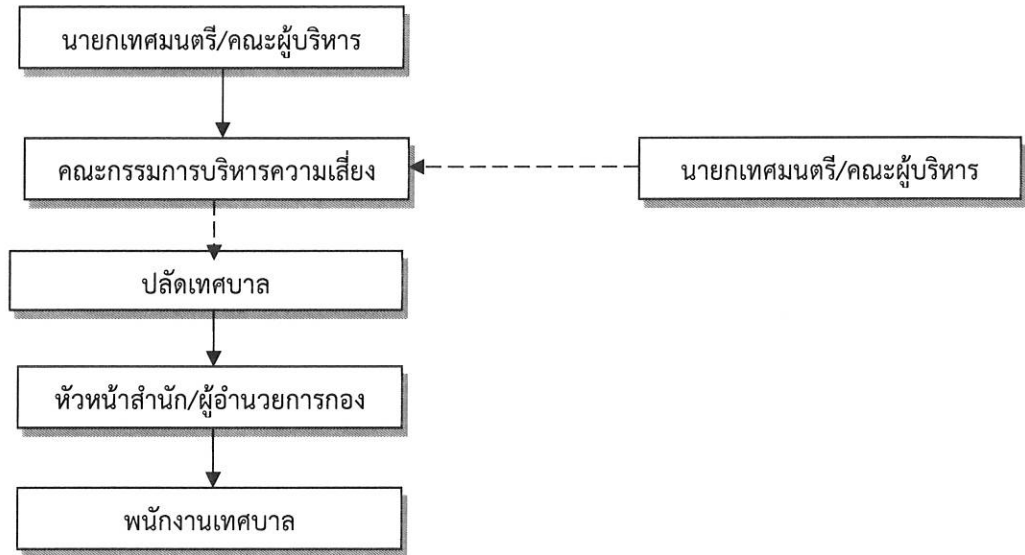 นายกเทศมนตรี/คณะผู้บริหาร
คณะกรรมการบริหารความเสี่ยง
นายกเทศมนตรี/คณะผู้บริหาร
ปลัดเทศบาล
หัวหน้าสำนัก/ผู้อำนวยการกอง
พนักงานเทศบาล